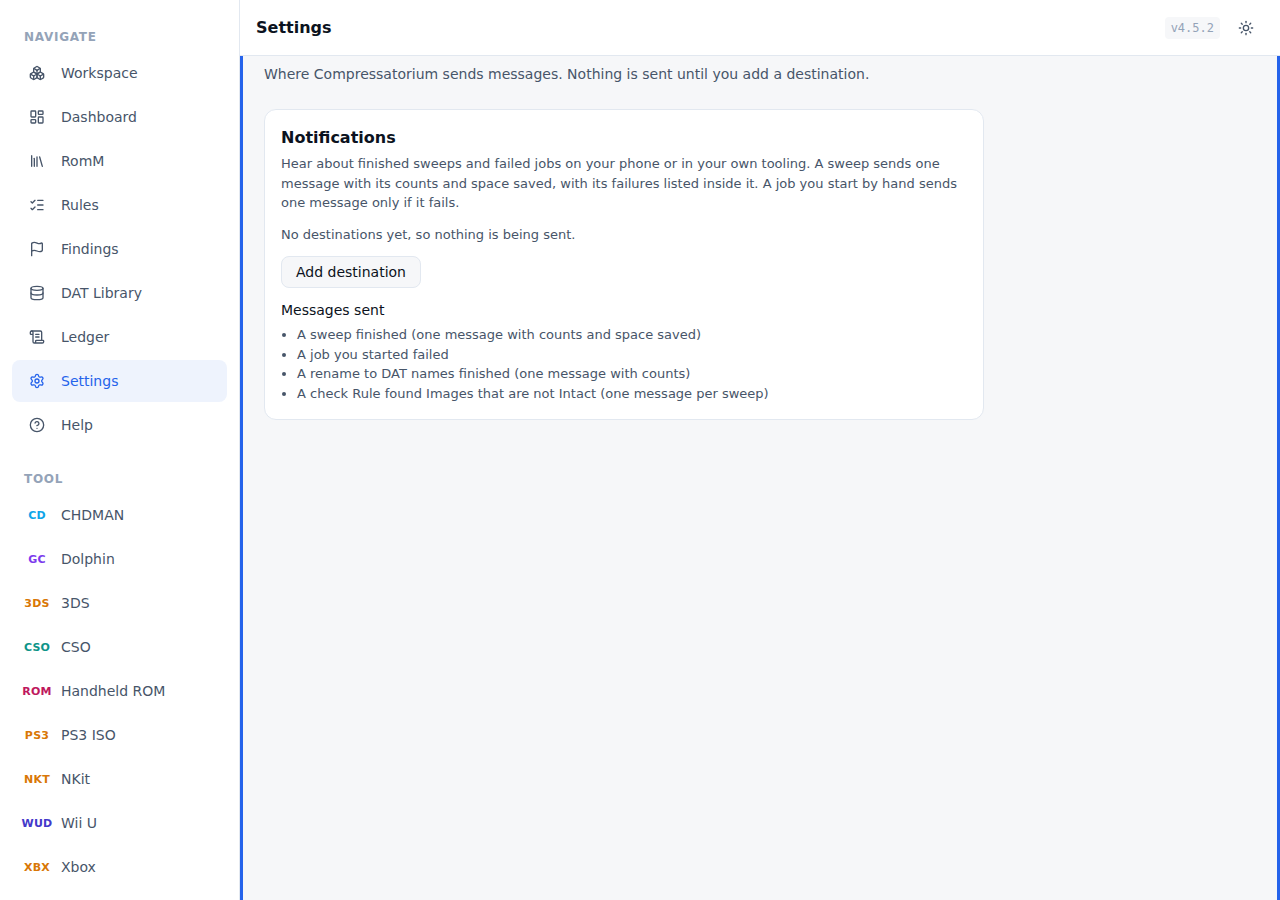 NAVIGATE
Workspace
Dashboard
RomM
Rules
Findings
DAT Library
Ledger
Settings
Help
TOOL
CD CHDMAN
GC Dolphin
3DS 3DS
CSO CSO
ROM Handheld ROM
PS3 PS3 ISO
NKT NKit
WUD Wii U
XBX Xbox
Settings
v4.5.2
Where Compressatorium sends messages. Nothing is sent until you add a destination.
Notifications
Hear about finished sweeps and failed jobs on your phone or in your own tooling. A sweep sends one
message with its counts and space saved, with its failures listed inside it. A job you start by hand sends
one message only if it fails.
No destinations yet, so nothing is being sent.
Add destination
Messages sent
• A sweep finished (one message with counts and space saved)
• A job you started failed
• A rename to DAT names finished (one message with counts)
• A check Rule found Images that are not Intact (one message per sweep)